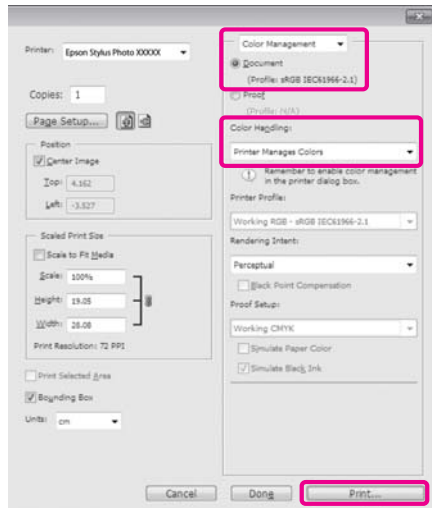 Printer: Epson Stylus Photo XXXXX
Copies: 1
Page Setup...
Position
Center Image
Top: 4.162
Left: -3.527
Scaled Print Size
Scale to Fit Media
Scale: 100%
Height: 19.05
Width: 28.08
Print Resolution: 72 PPI
Print Selected Area
Bounding Box
Units: cm
Color Management
Document
(Profile: sRGB IEC61966-2.1)
Proof
(Profile: N/A)
Color Handling:
Printer Manages Colors
Remember to enable color management
in the printer dialog box.
Printer Profile:
Working RGB - sRGB IEC61966-2.1
Rendering Intent:
Perceptual
Black Point Compensation
Proof Setup:
Working CMYK
Simulate Paper Color
Simulate Black Ink
Cancel
Done
Print...